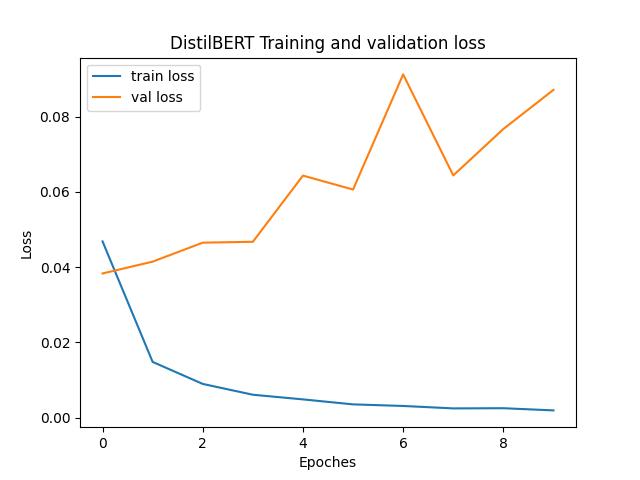 DistilBERT Training and validation loss
train loss
val loss
Loss
0.08
0.06
0.04
0.02
0.00
0 2 4 6 8
Epoches